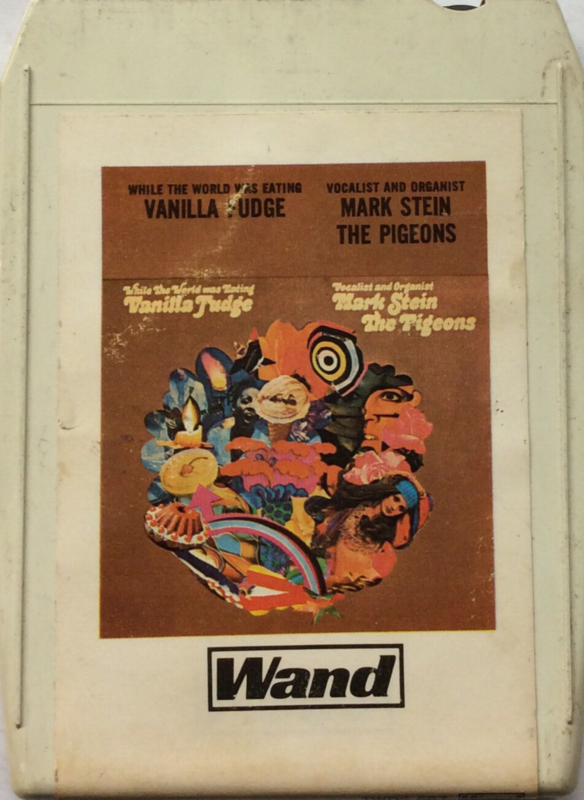 WHILE THE WORLD WAS EATING
VANILLA FUDGE
VOCALIST AND ORGANIST
MARK STEIN
THE PIGEONS
While the World was Eating
Vanilla Fudge
Vocalist and Organist
Mark Stein
The Pigeons
Wand